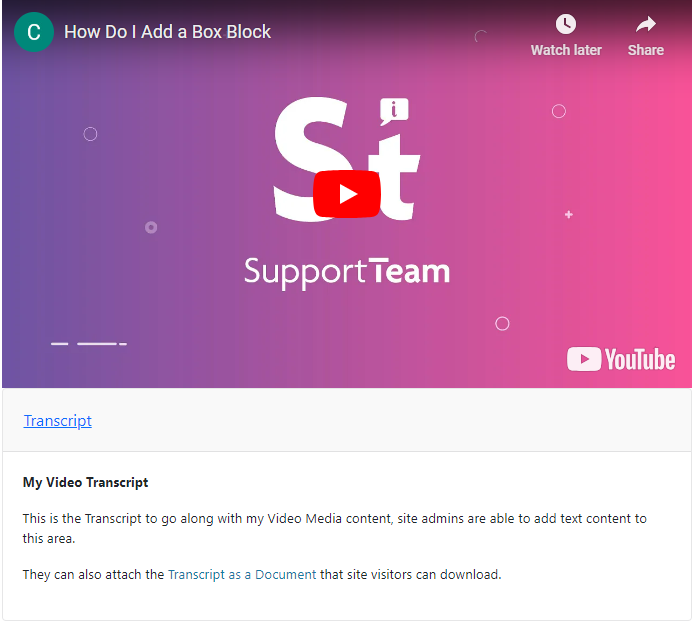 C How Do I Add a Box Block
Watch later Share
St i
SupportTeam
YouTube
Transcript
My Video Transcript
This is the Transcript to go along with my Video Media content, site admins are able to add text content to
this area.
They can also attach the Transcript as a Document that site visitors can download.